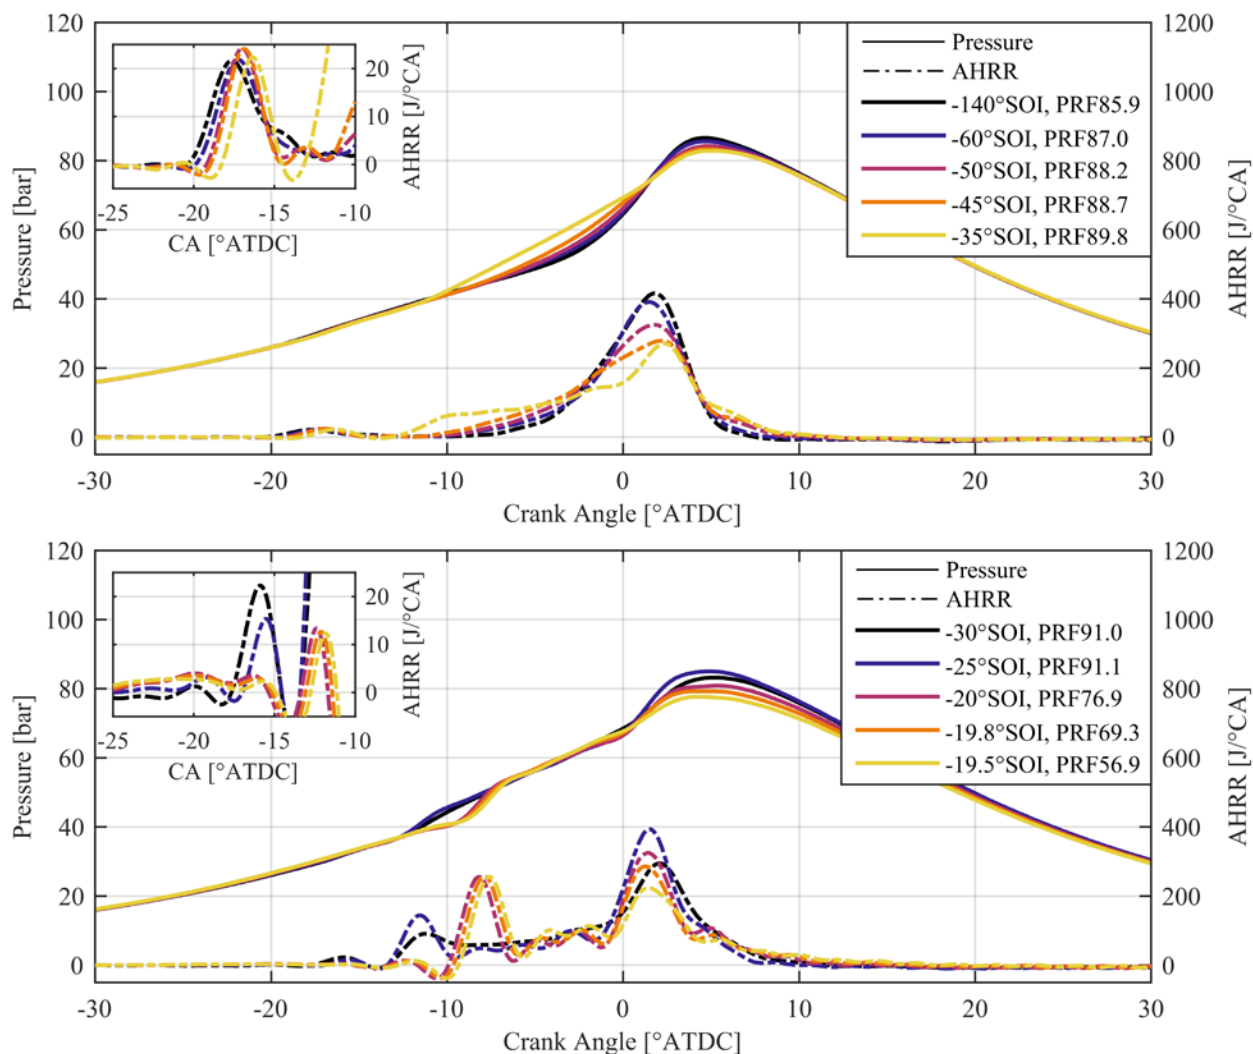 120
100
80
60
40
20
0
Pressure [bar]
-30
-20
-10
0
10
20
30
Crank Angle [°ATDC]
1200
1000
800
600
400
200
0
AHRR [J/°CA]
20
10
0
AHRR [J/°CA]
-25
-20
-15
-10
CA [°ATDC]
Pressure
AHRR
-140°SOI, PRF85.9
-60°SOI, PRF87.0
-50°SOI, PRF88.2
-45°SOI, PRF88.7
-35°SOI, PRF89.8
120
100
80
60
40
20
0
Pressure [bar]
-30
-20
-10
0
10
20
30
Crank Angle [°ATDC]
1200
1000
800
600
400
200
0
AHRR [J/°CA]
20
10
0
AHRR [J/°CA]
-25
-20
-15
-10
CA [°ATDC]
Pressure
AHRR
-30°SOI, PRF91.0
-25°SOI, PRF91.1
-20°SOI, PRF76.9
-19.8°SOI, PRF69.3
-19.5°SOI, PRF56.9